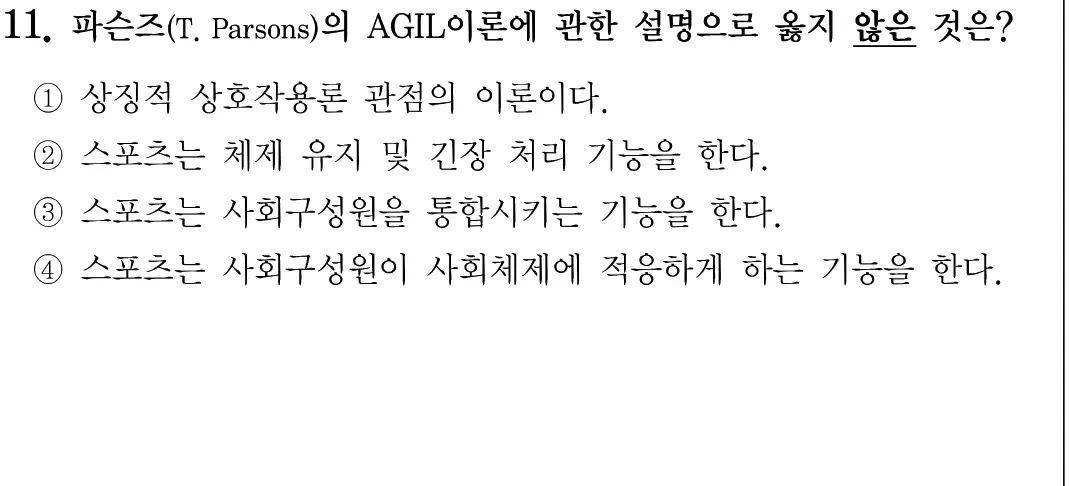 11. 파슨즈(T. Parsons)의 AGIL이론에 관한 설명으로 옳지 않은 것은?
① 상징적 상호작용론 관점의 이론이다.
② 스포츠는 체제 유지 및 긴장 처리 기능을 한다.
③ 스포츠는 사회구성원을 통합시키는 기능을 한다.
④ 스포츠는 사회구성원이 사회체제에 적응하게 하는 기능을 한다.